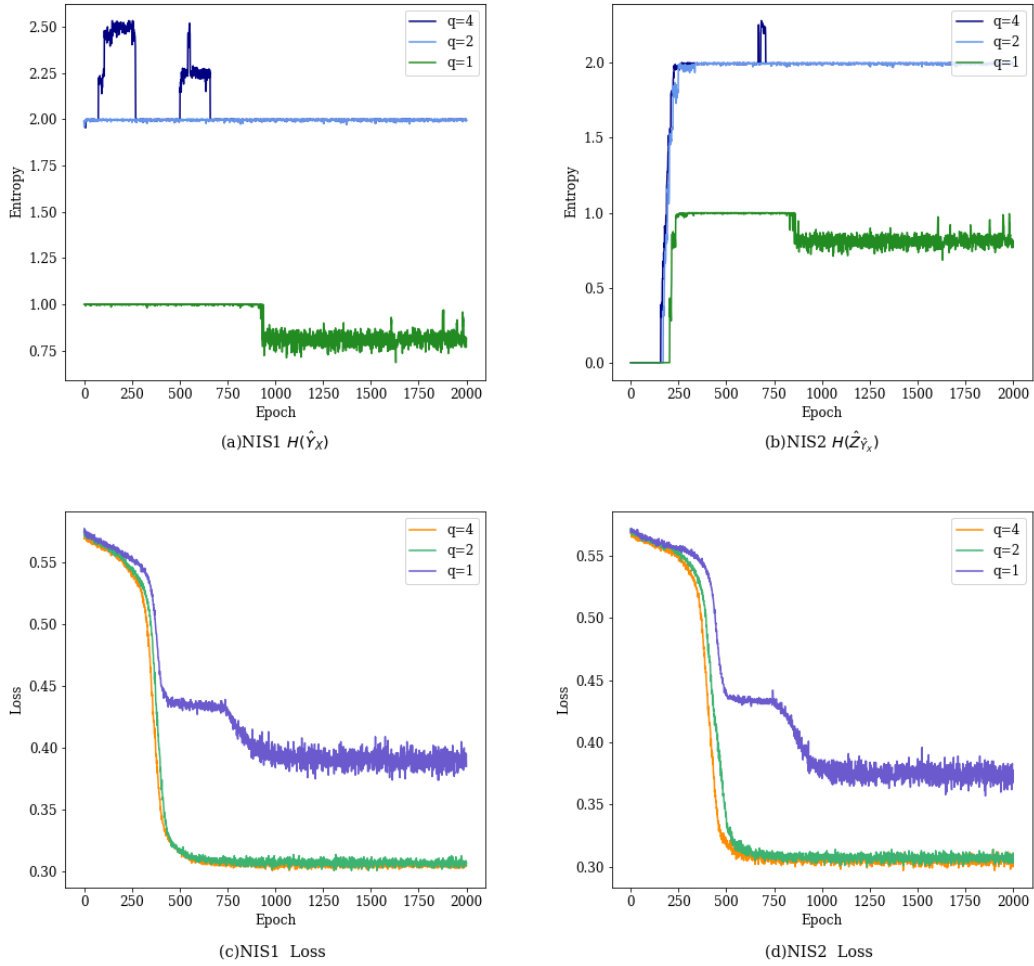 2.50
2.25
2.00
1.75
1.50
1.25
1.00
0.75
Entropy
q=4
q=2
q=1
0 250 500 750 1000 1250 1500 1750 2000
Epoch
(a)NIS1 H(Ŷ_X)
2.0
1.5
1.0
0.5
0.0
Entropy
q=4
q=2
q=1
0 250 500 750 1000 1250 1500 1750 2000
Epoch
(b)NIS2 H(Ẑ_{Ŷ_X})
0.55
0.50
0.45
0.40
0.35
0.30
Loss
q=4
q=2
q=1
0 250 500 750 1000 1250 1500 1750 2000
Epoch
(c)NIS1 Loss
0.55
0.50
0.45
0.40
0.35
0.30
Loss
q=4
q=2
q=1
0 250 500 750 1000 1250 1500 1750 2000
Epoch
(d)NIS2 Loss